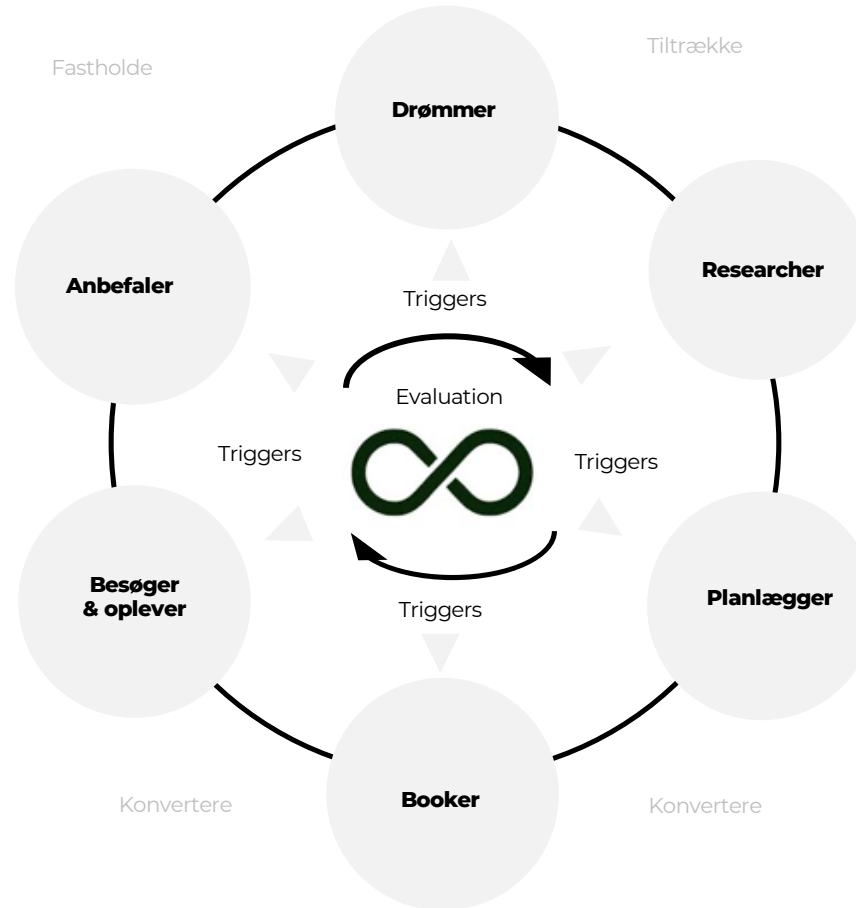 Tiltrække
Fastholde
Drømmer
Researcher
Anbefaler
Triggers
Evaluation
Triggers
Triggers
Besøger
& oplever
Planlægger
Triggers
Booker
Konvertere
Konvertere